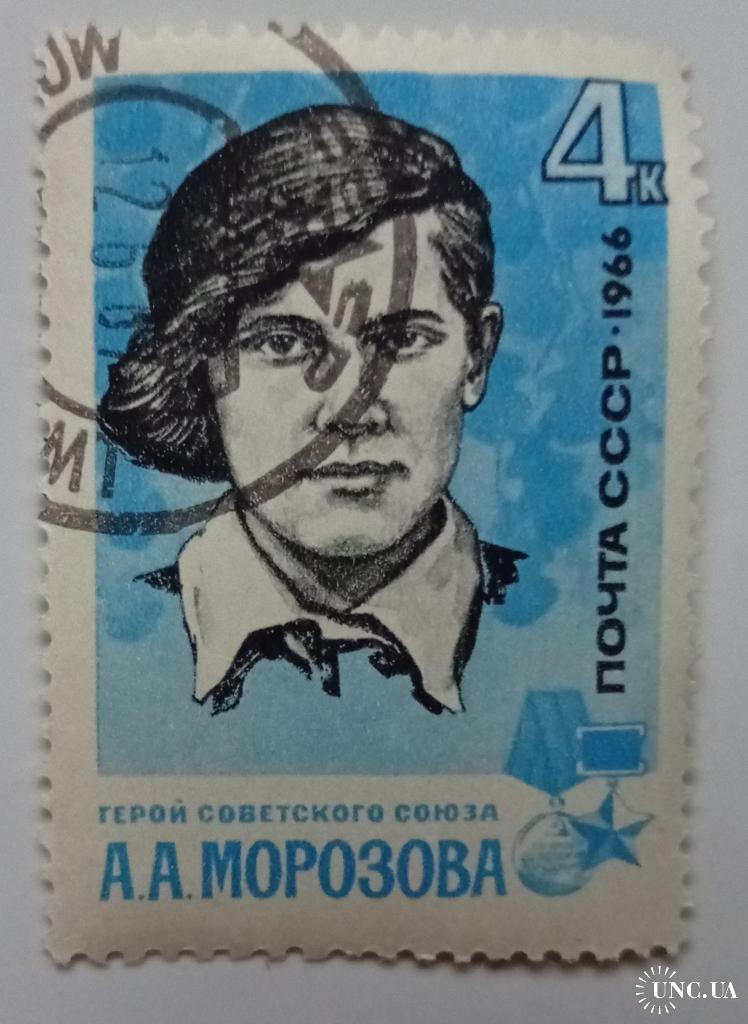 4к
ПОЧТА СССР·1966
ГЕРОЙ СОВЕТСКОГО СОЮЗА
А.А.МОРОЗОВА
UNC.UA